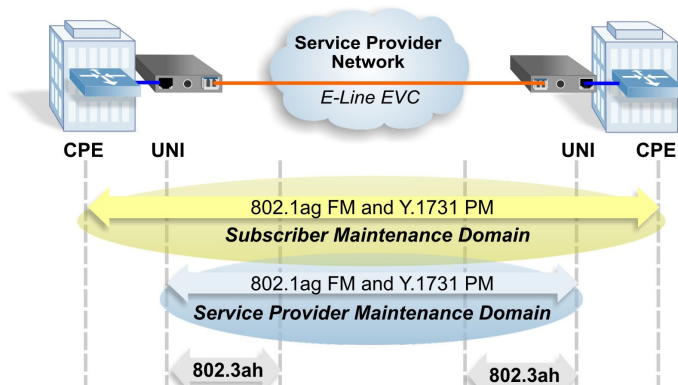 Service Provider
Network
E-Line EVC
CPE
UNI
UNI
CPE
802.1ag FM and Y.1731 PM
Subscriber Maintenance Domain
802.1ag FM and Y.1731 PM
Service Provider Maintenance Domain
802.3ah
802.3ah